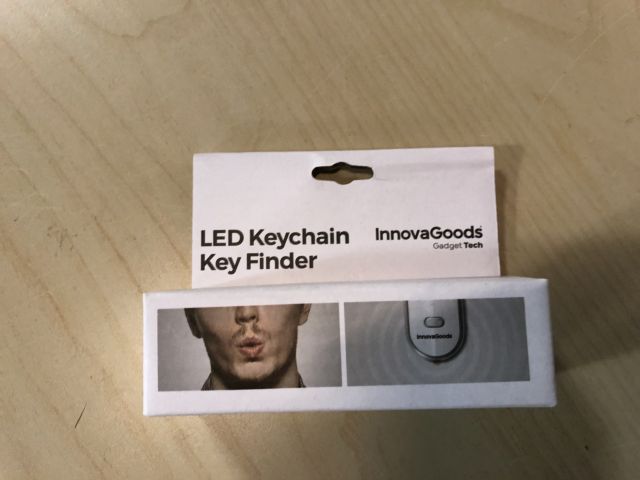 LED Keychain
Key Finder
InnovaGoods
Gadget Tech
InnovaGoods